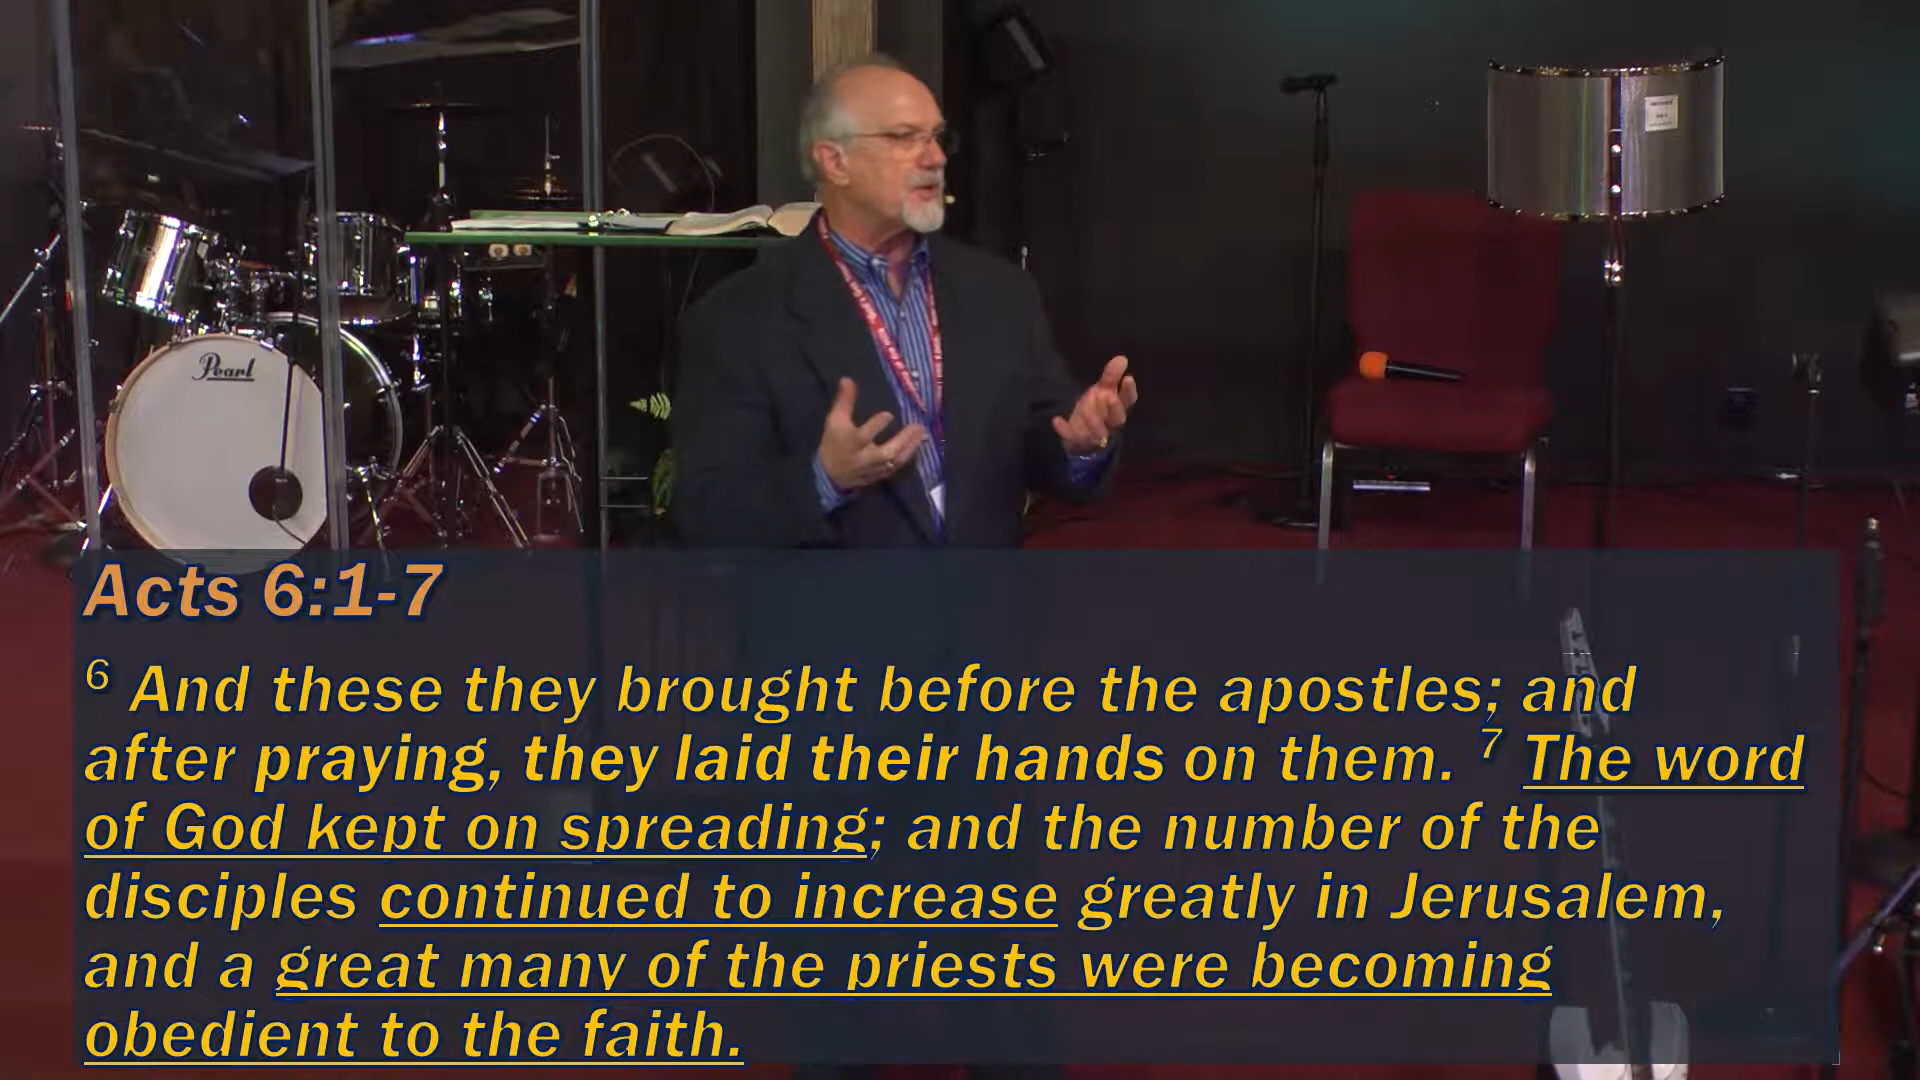 Pearl
Acts 6:1-7
6 And these they brought before the apostles; and
after praying, they laid their hands on them. 7 The word
of God kept on spreading; and the number of the
disciples continued to increase greatly in Jerusalem,
and a great many of the priests were becoming
obedient to the faith.